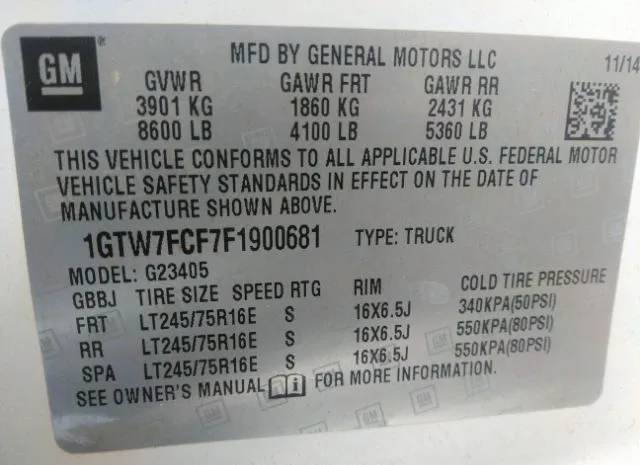 GM ® MFD BY GENERAL MOTORS LLC 11/14
GVWR GAWR FRT GAWR RR
3901 KG 1860 KG 2431 KG
8600 LB 4100 LB 5360 LB
THIS VEHICLE CONFORMS TO ALL APPLICABLE U.S. FEDERAL MOTOR
VEHICLE SAFETY STANDARDS IN EFFECT ON THE DATE OF
MANUFACTURE SHOWN ABOVE.
1GTW7FCF7F1900681 TYPE: TRUCK
MODEL: G23405
GBBJ TIRE SIZE SPEED RTG RIM COLD TIRE PRESSURE
FRT LT245/75R16E S 16X6.5J 340KPA(50PSI)
RR LT245/75R16E S 16X6.5J 550KPA(80PSI)
SPA LT245/75R16E S 16X6.5J 550KPA(80PSI)
SEE OWNER'S MANUAL i FOR MORE INFORMATION.